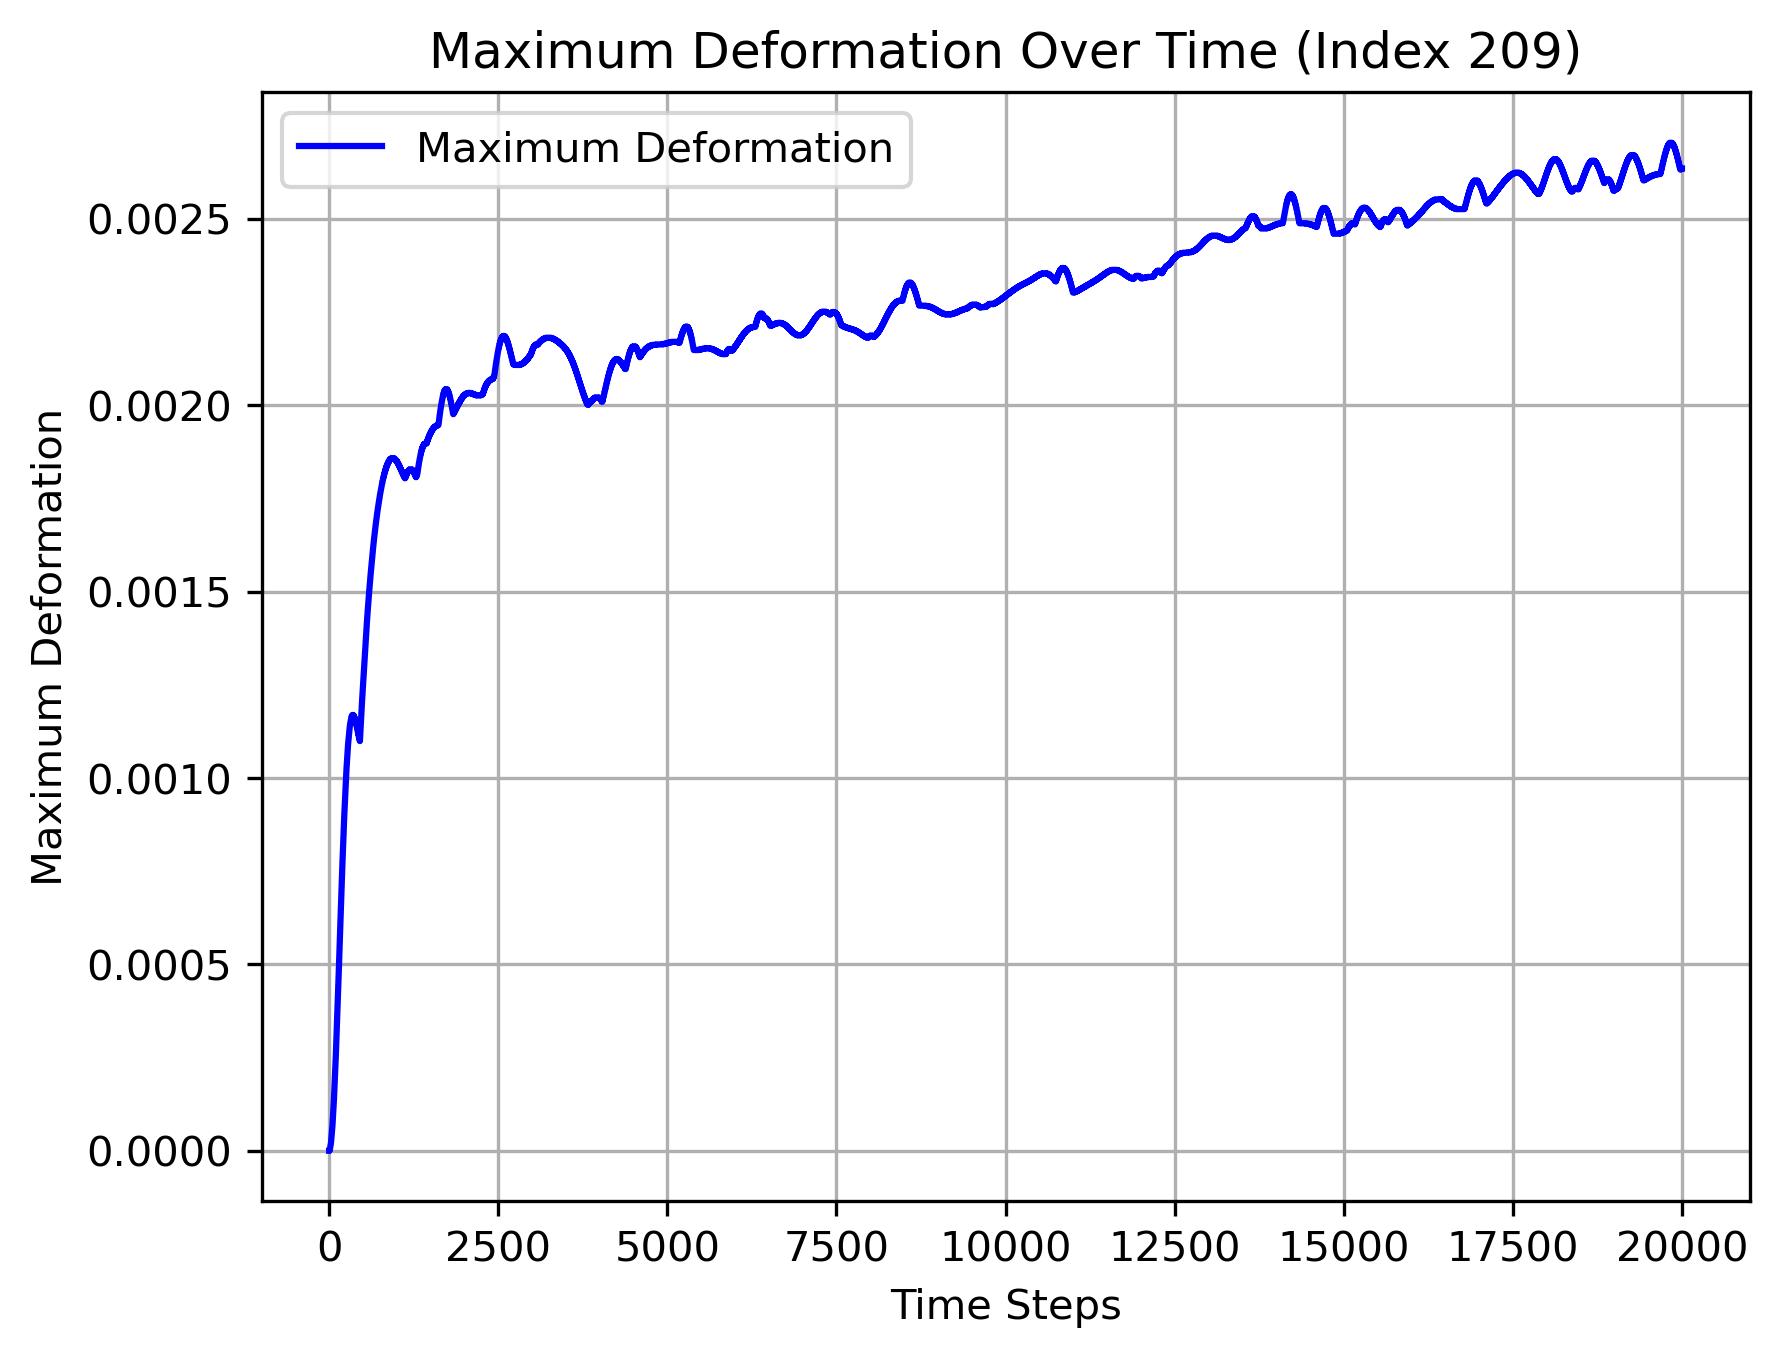 Maximum Deformation Over Time (Index 209)
Maximum Deformation
Maximum Deformation
0.0025
0.0020
0.0015
0.0010
0.0005
0.0000
0 2500 5000 7500 10000 12500 15000 17500 20000
Time Steps